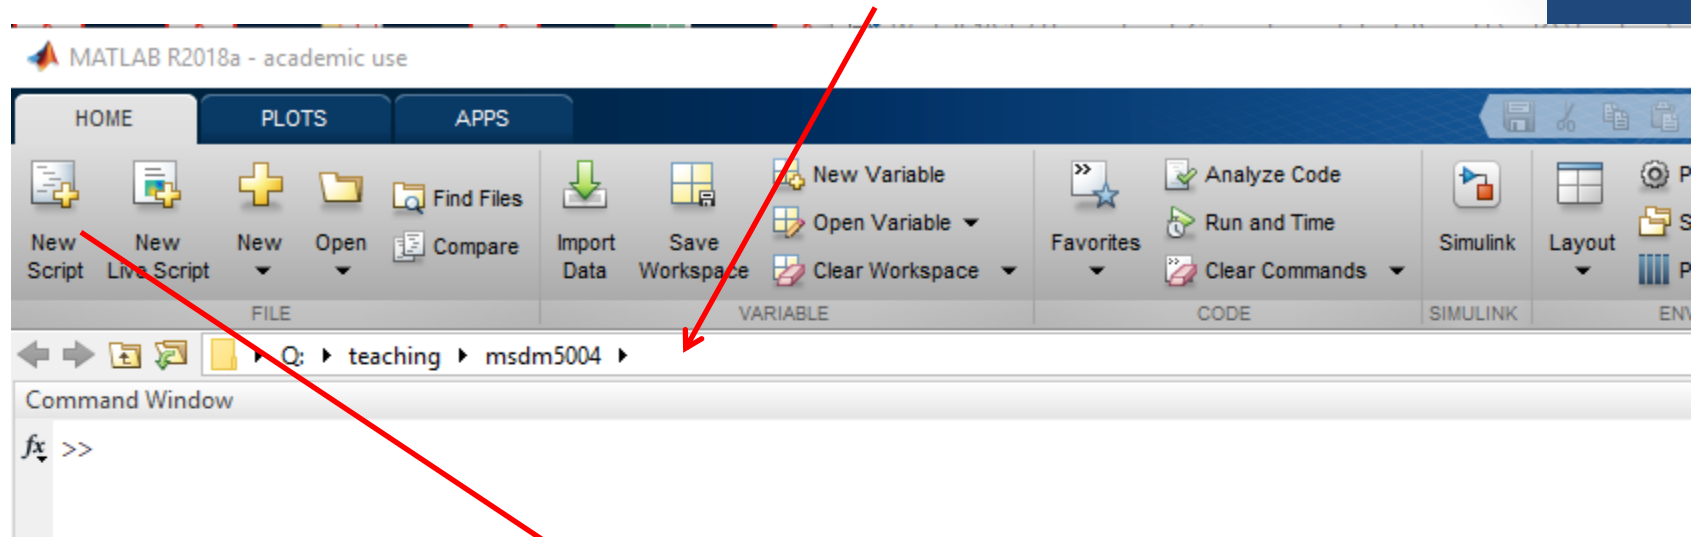 MATLAB R2018a - academic use
HOME PLOTS APPS
New Script
New Live Script
New
Open
Find Files
Compare
Import Data
Save Workspace
New Variable
Open Variable
Clear Workspace
Favorites
Analyze Code
Run and Time
Clear Commands
Simulink
Layout
P
S
P
FILE VARIABLE CODE SIMULINK ENV
Q: teaching msdm5004
Command Window
fx >>